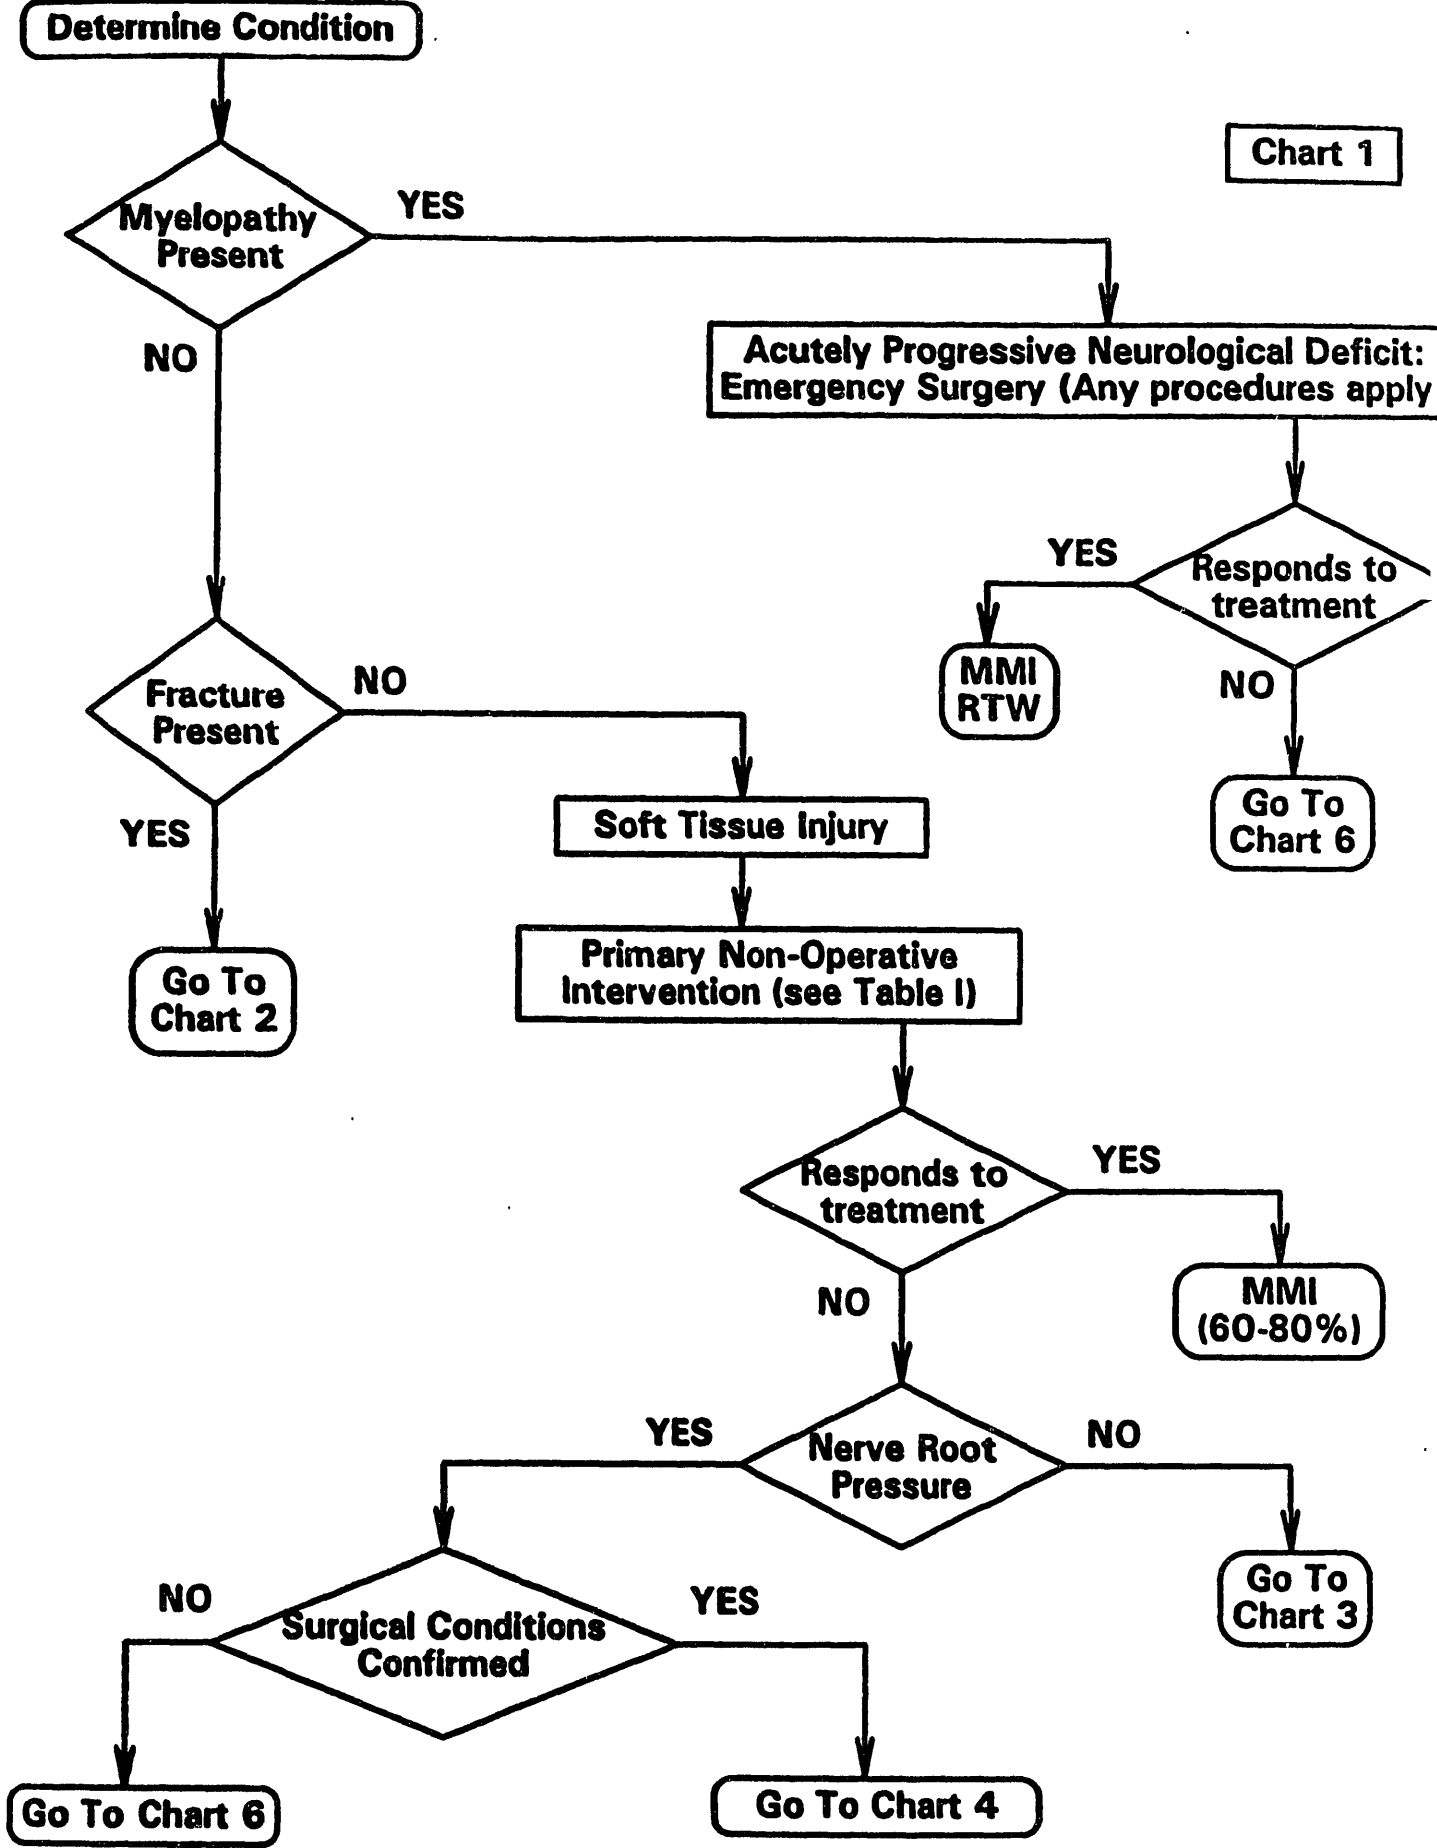 Determine Condition
Chart 1
Myelopathy
Present
YES
NO
Acutely Progressive Neurological Deficit:
Emergency Surgery (Any procedures apply
Responds to
treatment
YES
NO
MMI
RTW
Go To
Chart 6
Fracture
Present
NO
YES
Go To
Chart 2
Soft Tissue Injury
Primary Non-Operative
Intervention (see Table I)
Responds to
treatment
YES
NO
MMI
(60-80%)
Nerve Root
Pressure
YES
NO
Go To
Chart 3
Surgical Conditions
Confirmed
NO
YES
Go To Chart 6
Go To Chart 4